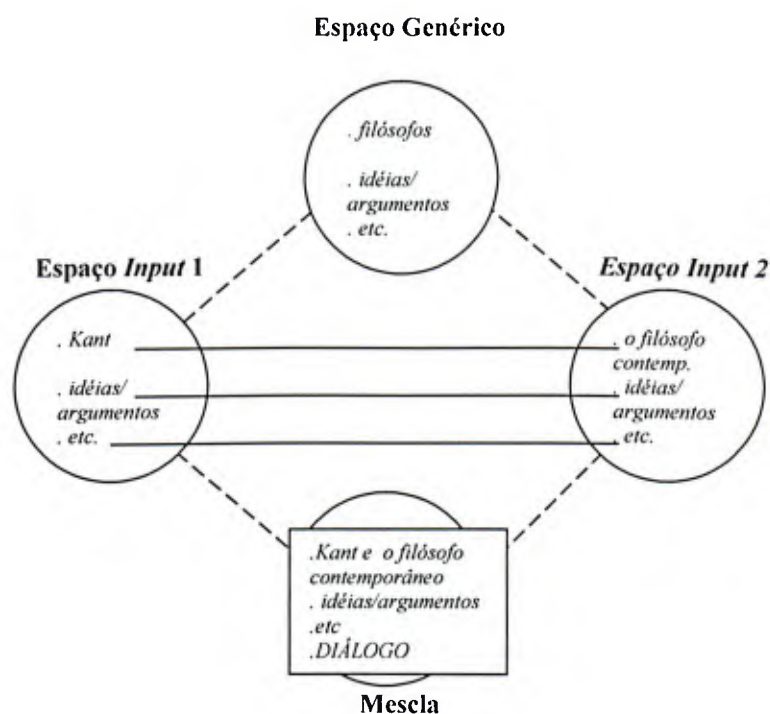 Espaço Genérico
. filósofos
. idéias/
argumentos
. etc.
Espaço Input 1
. Kant
. idéias/
argumentos
. etc.
Espaço Input 2
. o filósofo
contemp.
. idéias/
argumentos
. etc.
.Kant e o filósofo
contemporâneo
. idéias/argumentos
.etc
.DIÁLOGO
Mescla